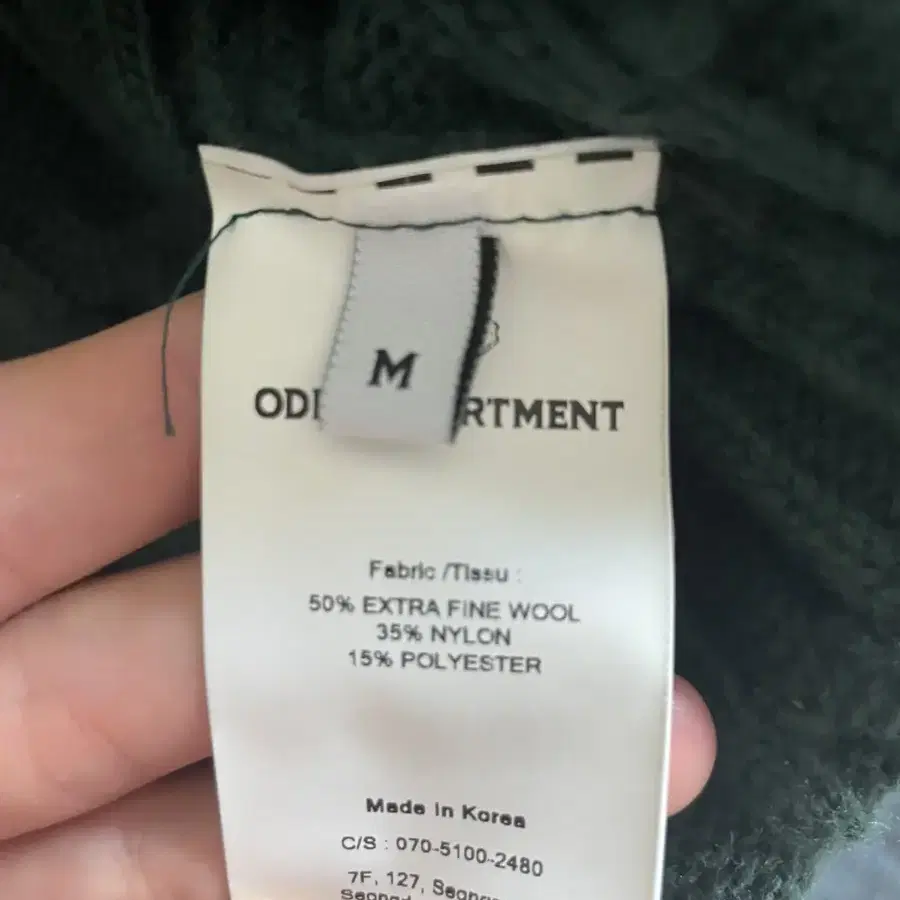 M
ODI RTMENT
Fabric /Tissu :
50% EXTRA FINE WOOL
35% NYLON
15% POLYESTER
Made In Korea
C/S : 070-5100-2480
7F, 127,